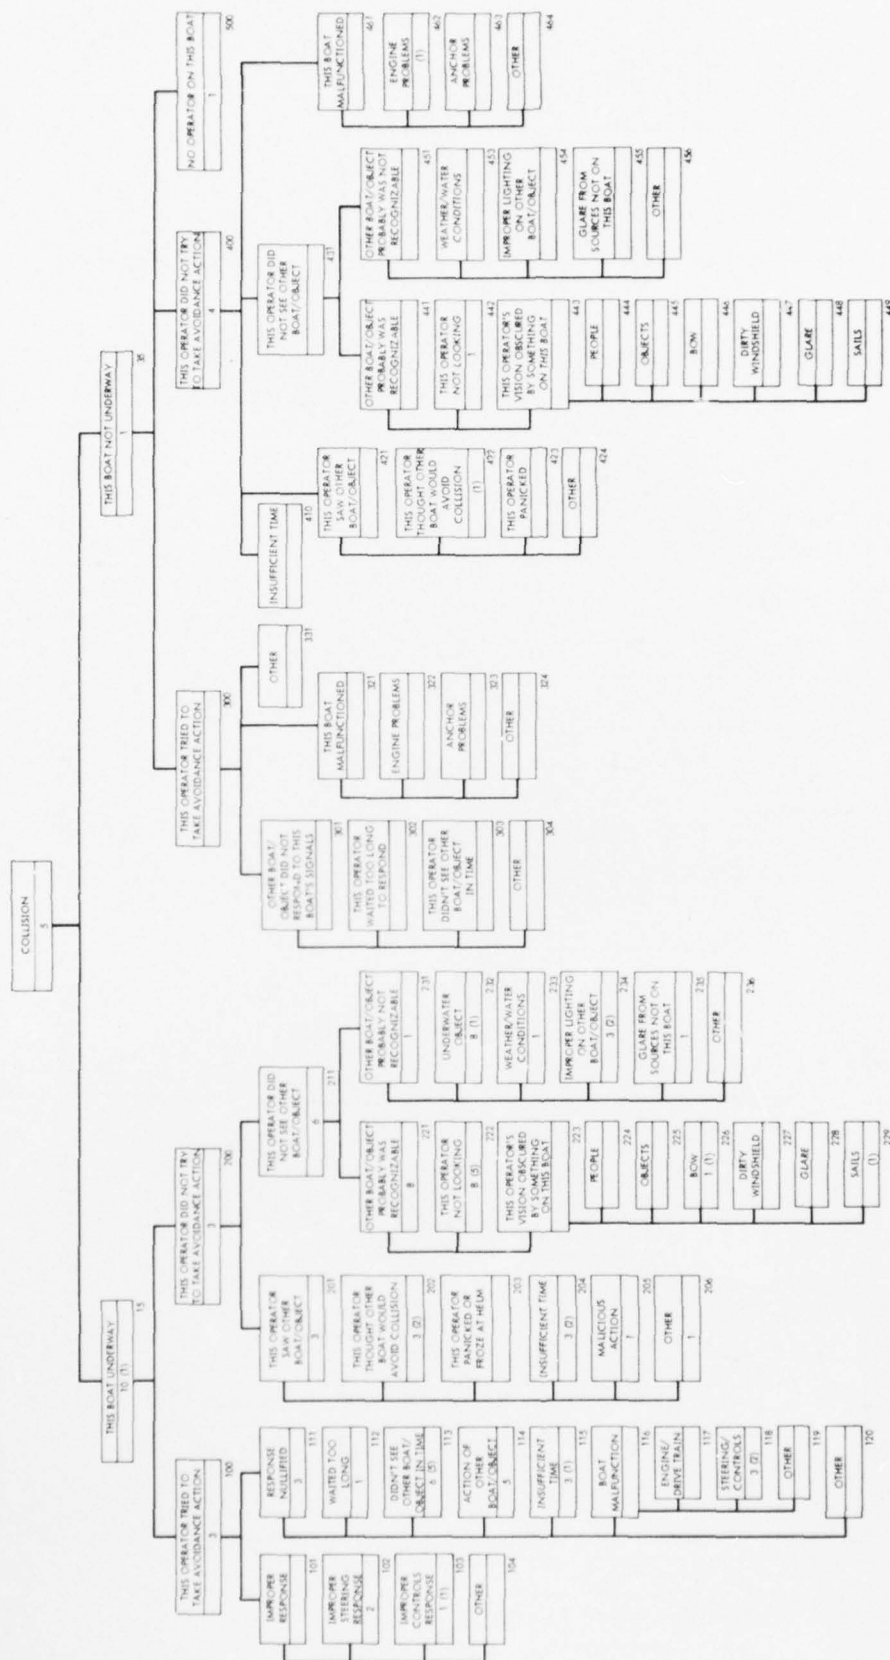 COLLISION
5
THIS BOAT UNDERWAY
10 (1)
15
THIS OPERATOR TRIED TO
TAKE AVOIDANCE ACTION
3
100
IMPROPER
RESPONSE
101
IMPROPER
STEERING
RESPONSE
2
102
IMPROPER
CONTROLS
RESPONSE
1 (1)
103
OTHER
104
RESPONSE
NULLIFIED
3
111
WAITED TOO
LONG
1
112
DIDN'T SEE
OTHER BOAT/
OBJECT IN TIME
6 (5)
113
ACTION OF
OTHER
BOAT/OBJECT
5
114
INSUFFICIENT
TIME
3 (1)
115
BOAT
MALFUNCTION
116
ENGINE/
DRIVE TRAIN
117
STEERING/
CONTROLS
3 (2)
118
OTHER
119
OTHER
120
THIS OPERATOR DID NOT TRY
TO TAKE AVOIDANCE ACTION
3
200
THIS OPERATOR
SAW OTHER
BOAT/OBJECT
3
201
THIS OPERATOR
THOUGHT OTHER
BOAT WOULD
AVOID COLLISION
3 (2)
202
THIS OPERATOR
PANICKED OR
FROZE AT HELM
203
INSUFFICIENT TIME
3 (2)
204
MALICIOUS
ACTION
1
205
OTHER
1
206
THIS OPERATOR DID
NOT SEE OTHER
BOAT/OBJECT
6
211
OTHER BOAT/OBJECT
PROBABLY WAS
RECOGNIZABLE
8
221
THIS OPERATOR
NOT LOOKING
8 (5)
222
THIS OPERATOR'S
VISION OBSCURED
BY SOMETHING
ON THIS BOAT
223
PEOPLE
224
OBJECTS
225
BOW
1 (1)
226
DIRTY
WINDSHIELD
227
GLARE
228
SAILS
(1)
229
OTHER BOAT/OBJECT
PROBABLY NOT
RECOGNIZABLE
1
231
UNDERWATER
OBJECT
8 (1)
232
WEATHER/WATER
CONDITIONS
1
233
IMPROPER LIGHTING
ON OTHER
BOAT/OBJECT
3 (2)
234
GLARE FROM
SOURCES NOT ON
THIS BOAT
1
235
OTHER
236
THIS BOAT NOT UNDERWAY
1
35
THIS OPERATOR TRIED TO
TAKE AVOIDANCE ACTION
300
OTHER BOAT/
OBJECT DID NOT
RESPOND TO THIS
BOAT'S SIGNALS
301
THIS OPERATOR
WAITED TOO LONG
TO RESPOND
302
THIS OPERATOR
DIDN'T SEE OTHER
BOAT/OBJECT
IN TIME
303
OTHER
304
THIS BOAT
MALFUNCTIONED
321
ENGINE PROBLEMS
322
ANCHOR
PROBLEMS
323
OTHER
324
OTHER
331
THIS OPERATOR DID NOT TRY
TO TAKE AVOIDANCE ACTION
4
400
INSUFFICIENT TIME
410
THIS OPERATOR
SAW OTHER
BOAT/OBJECT
421
THIS OPERATOR
THOUGHT OTHER
BOAT WOULD
AVOID
COLLISION
(1)
422
THIS OPERATOR
PANICKED
423
OTHER
424
THIS OPERATOR DID
NOT SEE OTHER
BOAT/OBJECT
431
OTHER BOAT/OBJECT
PROBABLY WAS
RECOGNIZABLE
441
THIS OPERATOR
NOT LOOKING
1
442
THIS OPERATOR'S
VISION OBSCURED
BY SOMETHING
ON THIS BOAT
443
PEOPLE
444
OBJECTS
445
BOW
446
DIRTY
WINDSHIELD
447
GLARE
448
SAILS
449
OTHER BOAT/OBJECT
PROBABLY WAS NOT
RECOGNIZABLE
451
WEATHER/WATER
CONDITIONS
453
IMPROPER LIGHTING
ON OTHER
BOAT/OBJECT
454
GLARE FROM
SOURCES NOT ON
THIS BOAT
455
OTHER
456
THIS BOAT
MALFUNCTIONED
461
ENGINE
PROBLEMS
(1)
462
ANCHOR
PROBLEMS
463
OTHER
464
NO OPERATOR ON THIS BOAT
1
500